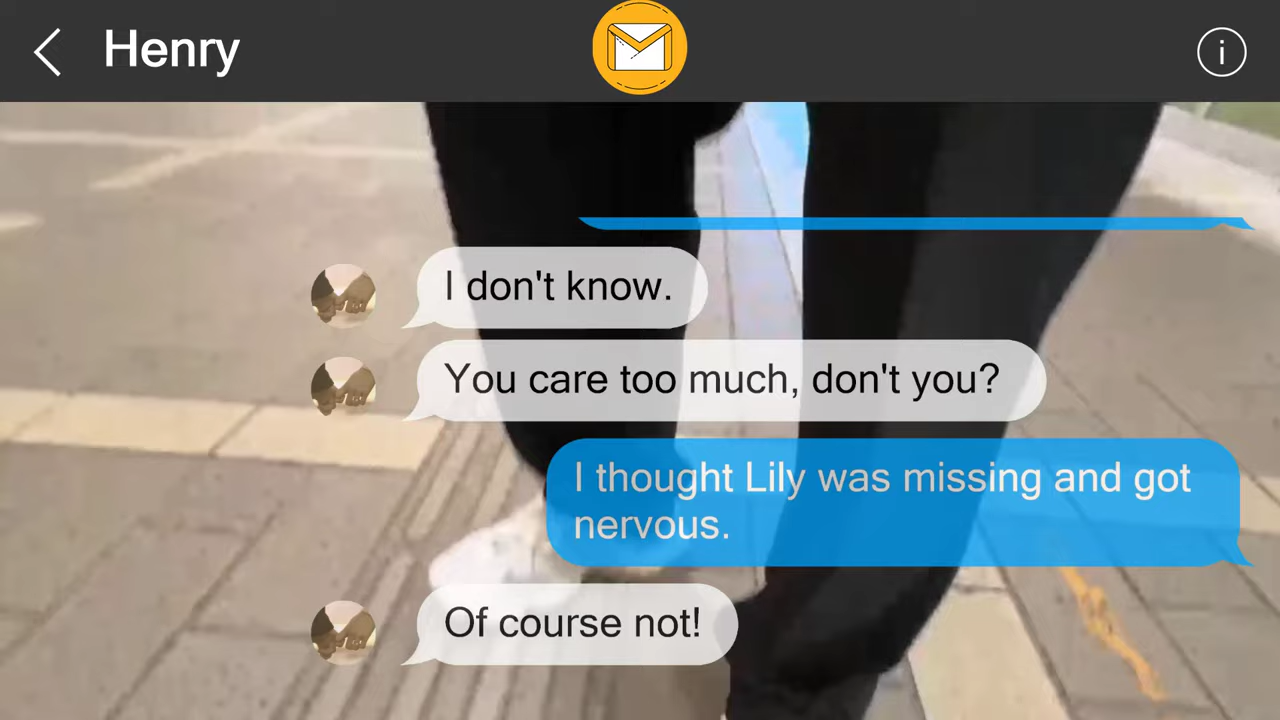 Henry
i
I don't know.
You care too much, don't you?
I thought Lily was missing and got
nervous.
Of course not!